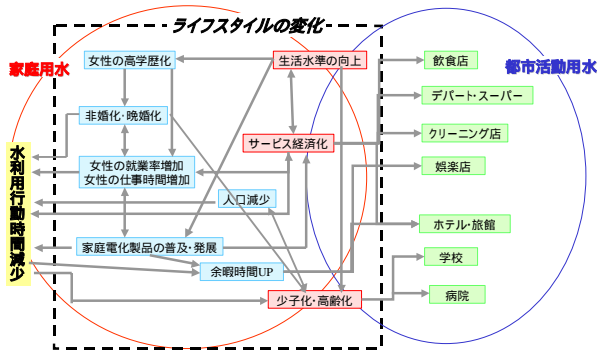 ライフスタイルの変化
家庭用水
都市活動用水
女性の高学歴化
生活水準の向上
飲食店
デパート・スーパー
非婚化・晩婚化
サービス経済化
クリーニング店
水利用行動時間減少
女性の就業率増加
女性の仕事時間増加
娯楽店
人口減少
ホテル・旅館
家庭電化製品の普及・発展
余暇時間UP
学校
少子化・高齢化
病院